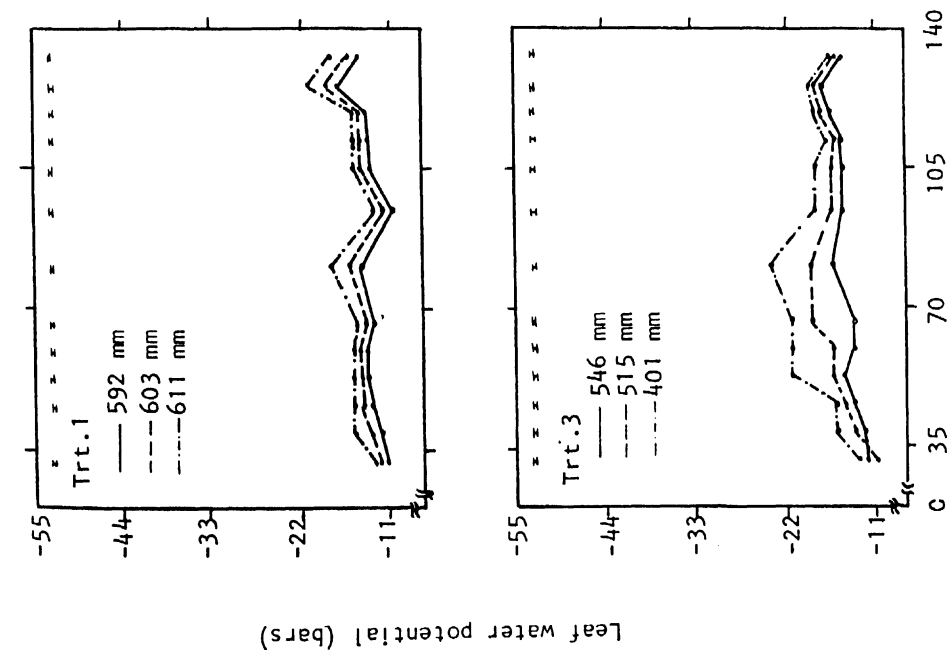 -55
-44
-33
-22
-11
Trt.1
592 mm
603 mm
611 mm
-55
-44
-33
-22
-11
Trt.3
546 mm
515 mm
401 mm
0
35
70
105
140
Leaf water potential (bars)